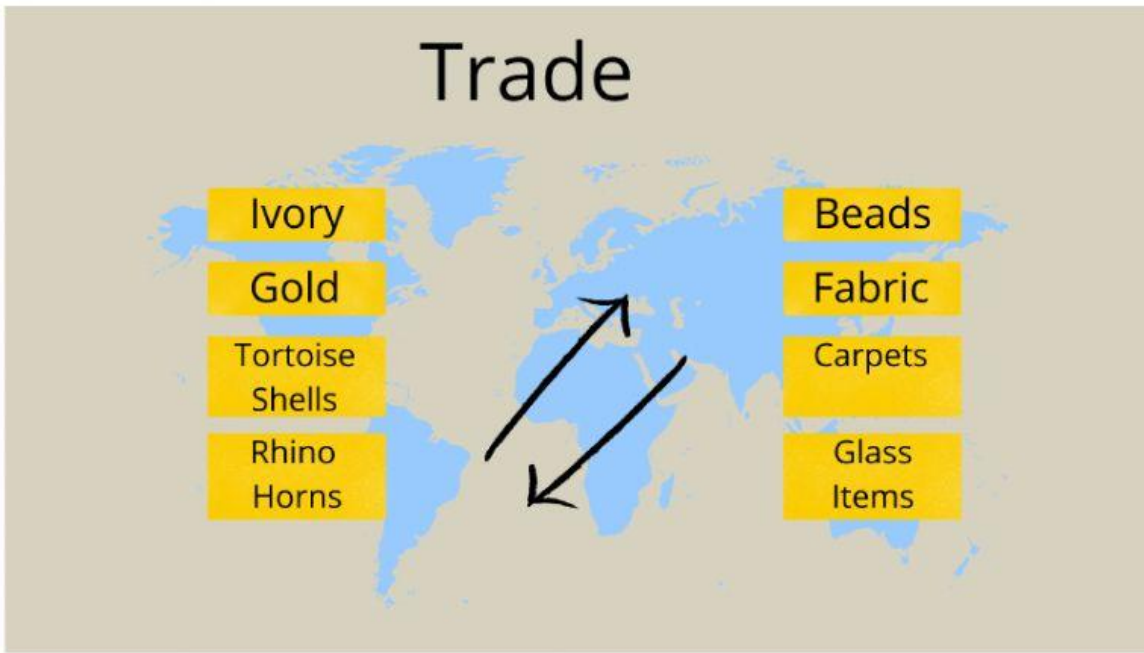 Trade
Ivory
Gold
Tortoise
Shells
Rhino
Horns
Beads
Fabric
Carpets
Glass
Items